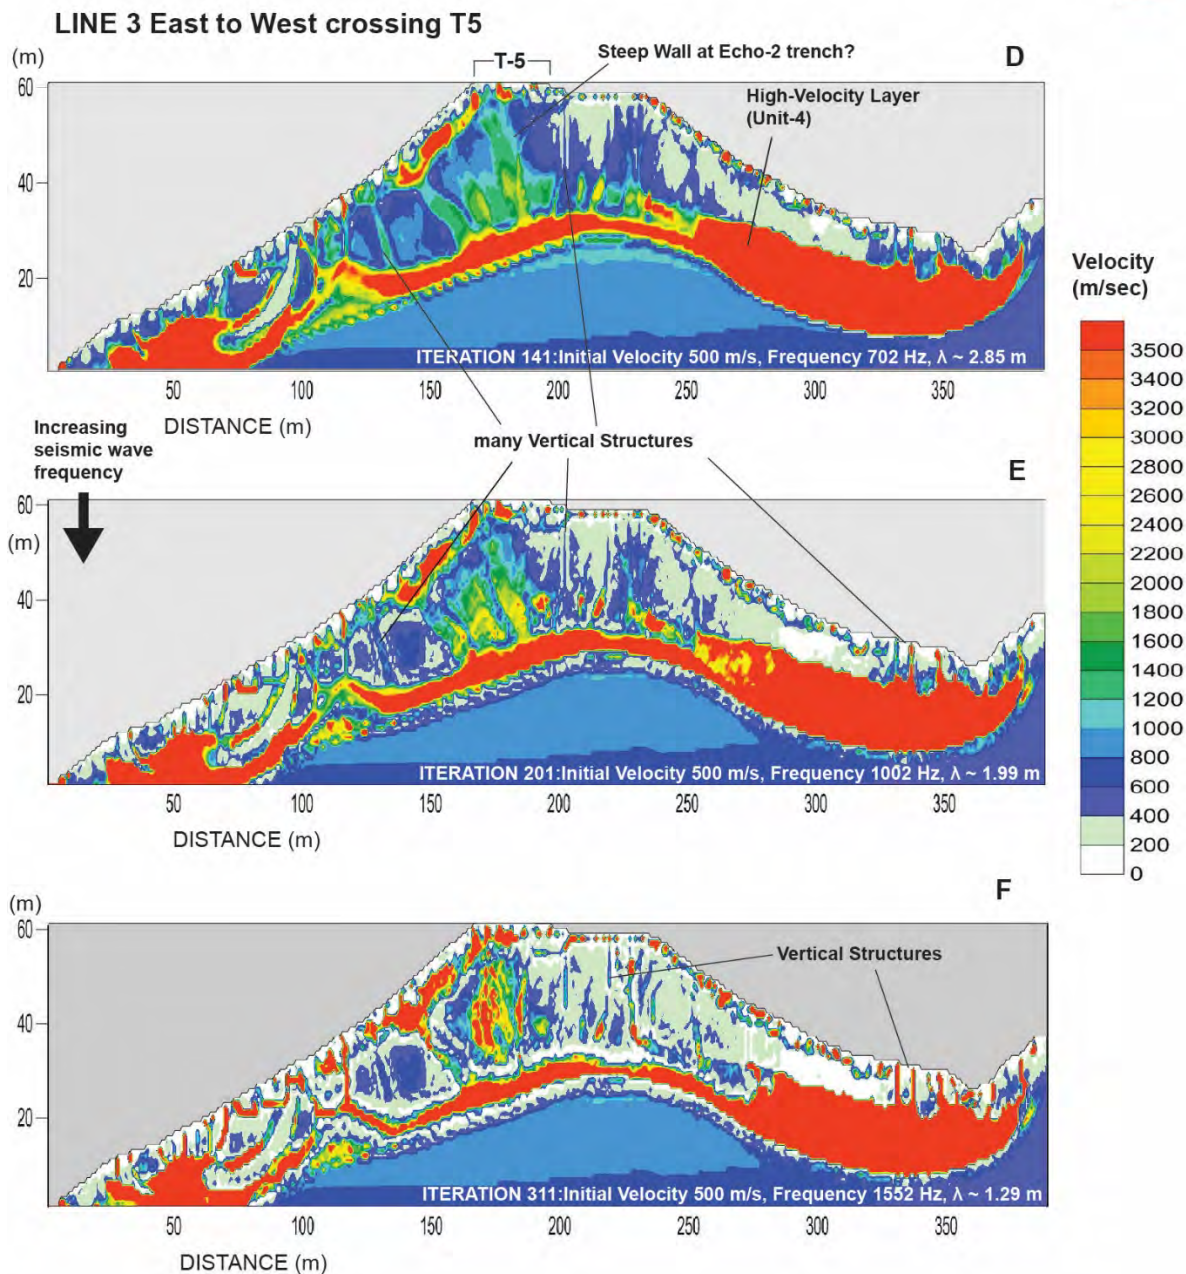 LINE 3 East to West crossing T5
(m)
T-5
Steep Wall at Echo-2 trench?
D
60
High-Velocity Layer
(Unit-4)
40
20
ITERATION 141:Initial Velocity 500 m/s, Frequency 702 Hz, λ ~ 2.85 m
50 100 150 200 250 300 350
DISTANCE (m)
Velocity
(m/sec)
3500
3400
3200
3000
2800
2600
2400
2200
2000
1800
1600
1400
1200
1000
800
600
400
200
0
Increasing
seismic wave
frequency
many Vertical Structures
E
60
(m)
40
20
ITERATION 201:Initial Velocity 500 m/s, Frequency 1002 Hz, λ ~ 1.99 m
50 100 150 200 250 300 350
DISTANCE (m)
F
(m)
60
Vertical Structures
40
20
ITERATION 311:Initial Velocity 500 m/s, Frequency 1552 Hz, λ ~ 1.29 m
50 100 150 200 250 300 350
DISTANCE (m)